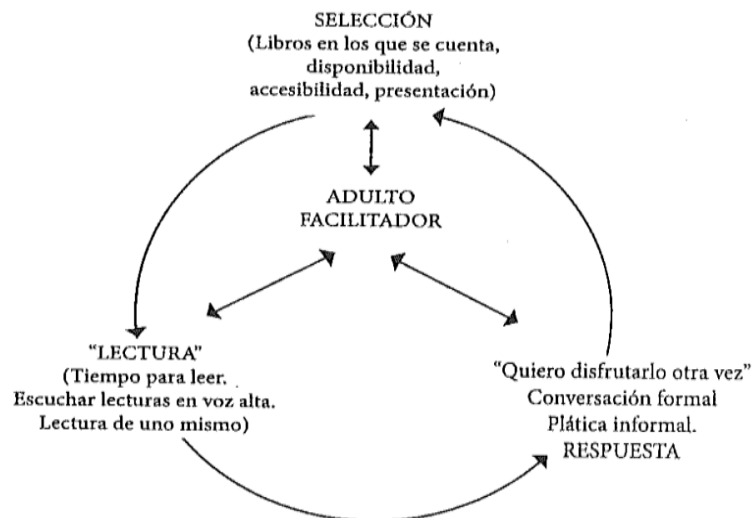 SELECCIÓN
(Libros en los que se cuenta,
disponibilidad,
accesibilidad, presentación)
ADULTO
FACILITADOR
“LECTURA”
(Tiempo para leer.
Escuchar lecturas en voz alta.
Lectura de uno mismo)
“Quiero disfrutarlo otra vez”
Conversación formal
Plática informal.
RESPUESTA